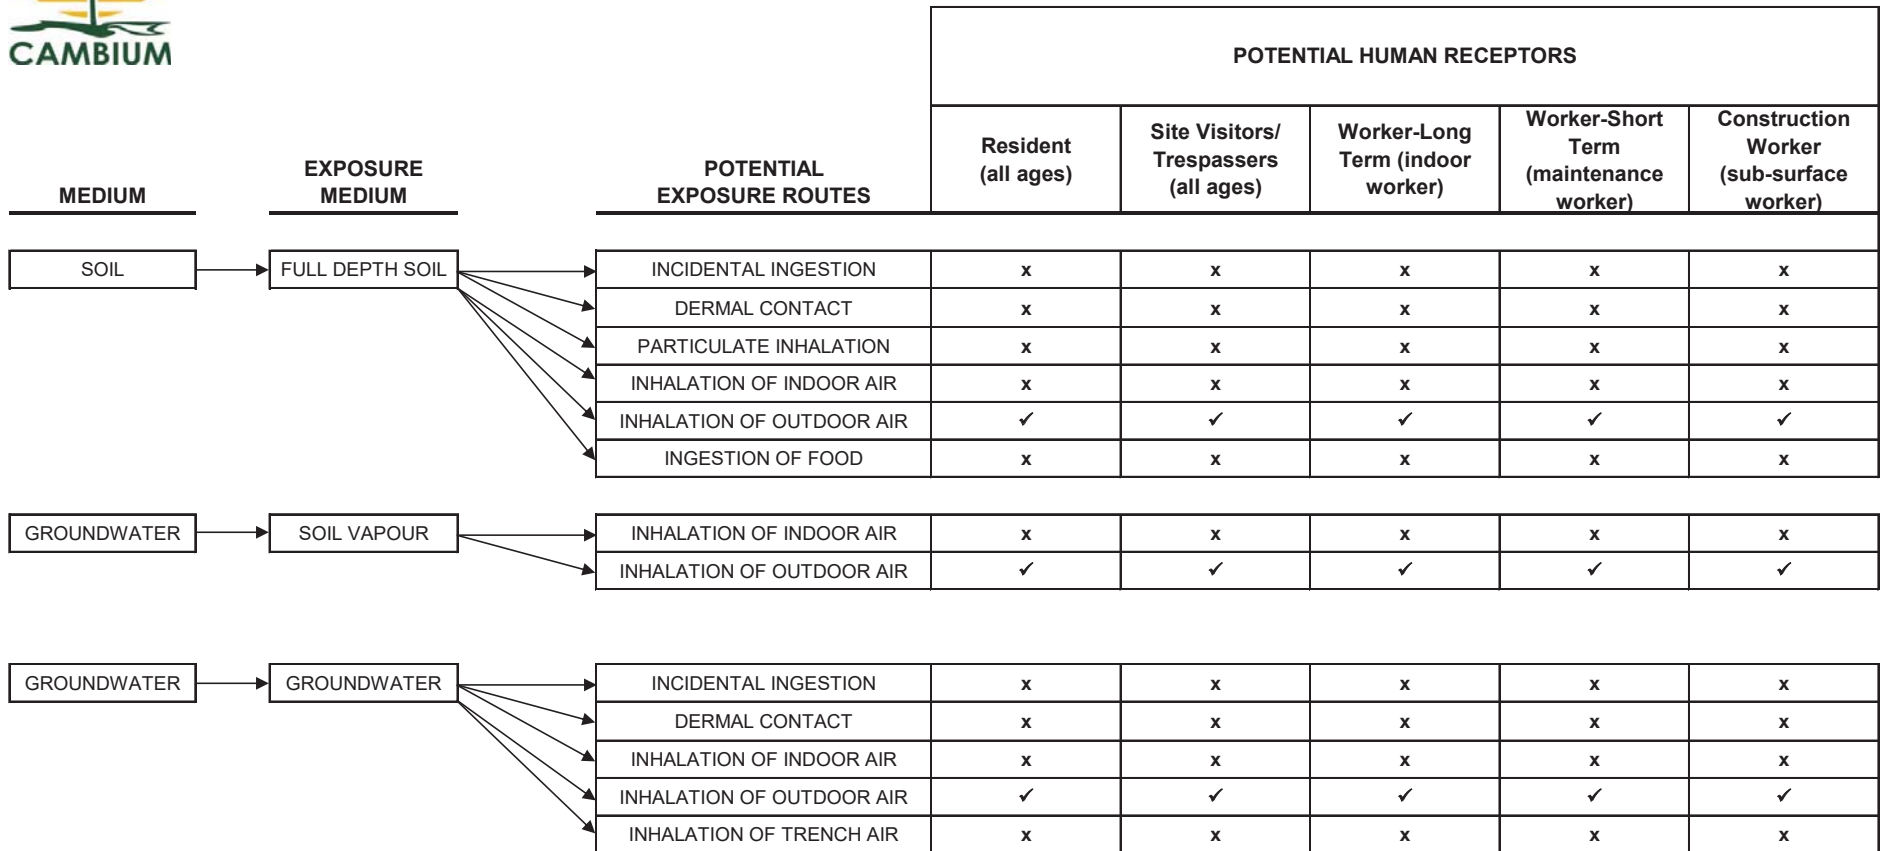 CAMBIUM
POTENTIAL HUMAN RECEPTORS
MEDIUM
EXPOSURE
MEDIUM
POTENTIAL
EXPOSURE ROUTES
Resident
(all ages)
Site Visitors/
Trespassers
(all ages)
Worker-Long
Term (indoor
worker)
Worker-Short
Term
(maintenance
worker)
Construction
Worker
(sub-surface
worker)
SOIL FULL DEPTH SOIL INCIDENTAL INGESTION x x x x x
DERMAL CONTACT x x x x x
PARTICULATE INHALATION x x x x x
INHALATION OF INDOOR AIR x x x x x
INHALATION OF OUTDOOR AIR ✓ ✓ ✓ ✓ ✓
INGESTION OF FOOD x x x x x
GROUNDWATER SOIL VAPOUR INHALATION OF INDOOR AIR x x x x x
INHALATION OF OUTDOOR AIR ✓ ✓ ✓ ✓ ✓
GROUNDWATER GROUNDWATER INCIDENTAL INGESTION x x x x x
DERMAL CONTACT x x x x x
INHALATION OF INDOOR AIR x x x x x
INHALATION OF OUTDOOR AIR ✓ ✓ ✓ ✓ ✓
INHALATION OF TRENCH AIR x x x x x